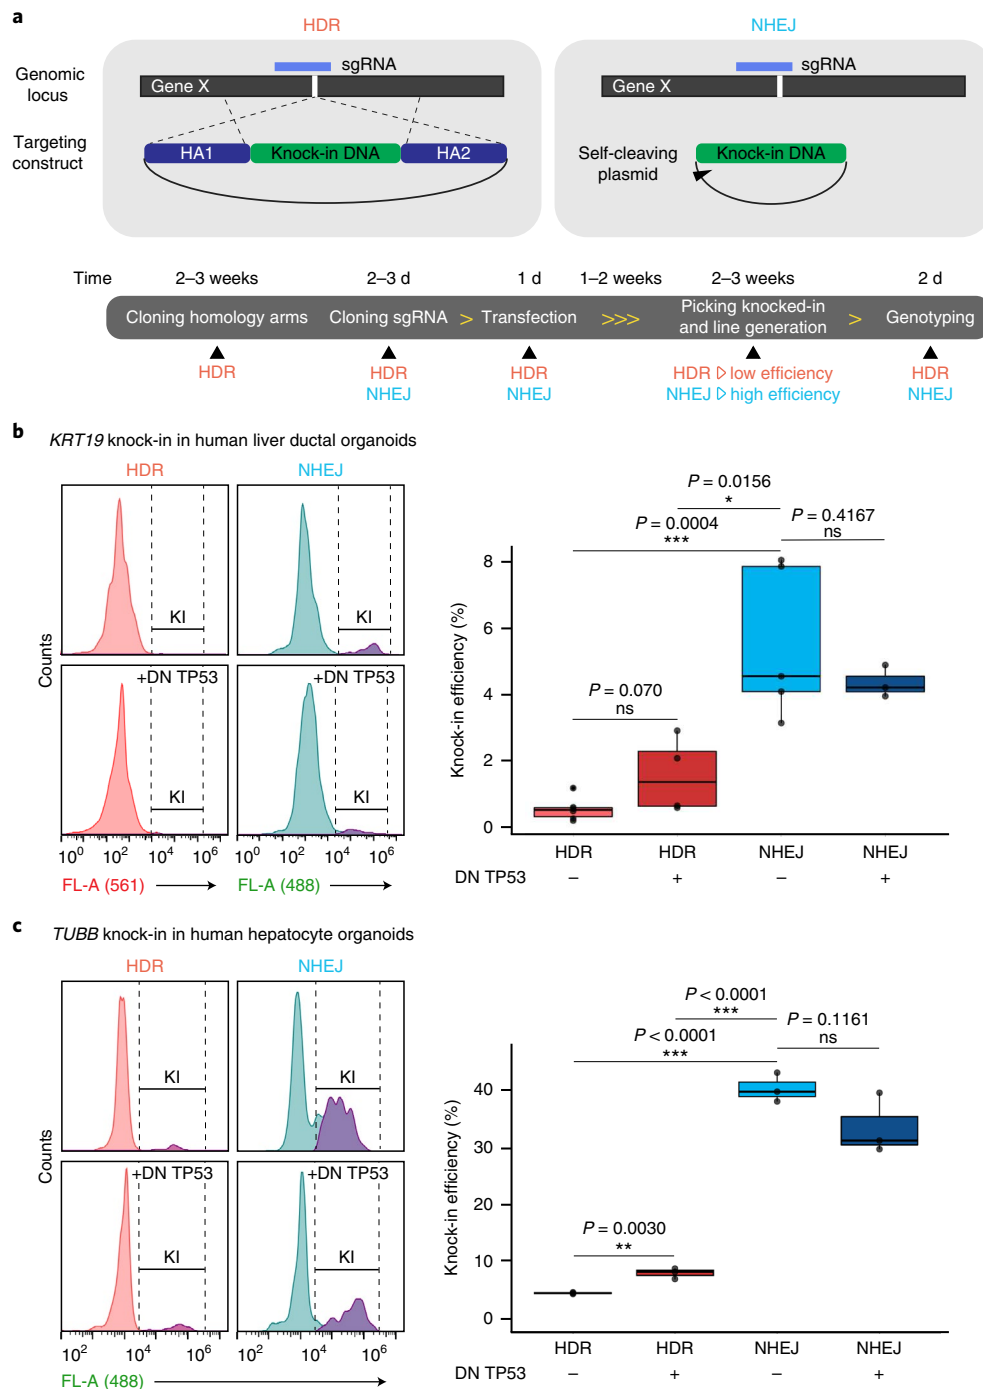 a
HDR
NHEJ
Genomic locus
sgRNA
Gene X
sgRNA
Gene X
Targeting construct
HA1
Knock-in DNA
HA2
Self-cleaving plasmid
Knock-in DNA
Time
2–3 weeks
2–3 d
1 d
1–2 weeks
2–3 weeks
2 d
Cloning homology arms
Cloning sgRNA
>
Transfection
>>>
Picking knocked-in and line generation
>
Genotyping
HDR
HDR
NHEJ
HDR
NHEJ
HDR ▷ low efficiency
NHEJ ▷ high efficiency
HDR
NHEJ
b
KRT19 knock-in in human liver ductal organoids
HDR
NHEJ
KI
KI
+DN TP53
KI
+DN TP53
KI
Counts
10^0 10^2 10^4 10^6
10^0 10^2 10^4 10^6
FL-A (561)
FL-A (488)
P = 0.0156
*
P = 0.0004
***
P = 0.4167
ns
P = 0.070
ns
Knock-in efficiency (%)
8
6
4
2
0
HDR
HDR
NHEJ
NHEJ
DN TP53
–
+
–
+
c
TUBB knock-in in human hepatocyte organoids
HDR
NHEJ
KI
KI
+DN TP53
KI
+DN TP53
KI
Counts
10^2 10^4 10^6
10^2 10^4 10^6
FL-A (488)
P < 0.0001
***
P < 0.0001
***
P = 0.1161
ns
P = 0.0030
**
Knock-in efficiency (%)
40
30
20
10
0
HDR
HDR
NHEJ
NHEJ
DN TP53
–
+
–
+